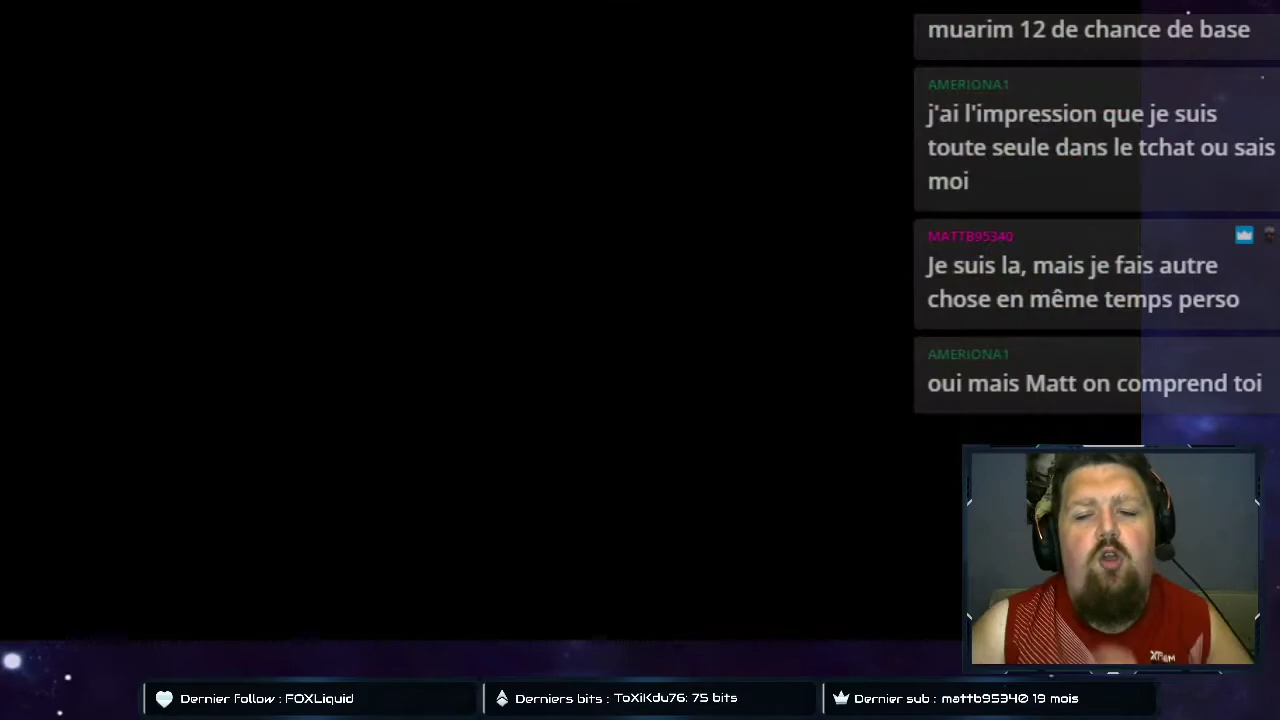 muarim 12 de chance de base
AMERIONA1
j'ai l'impression que je suis
toute seule dans le tchat ou sais
moi
MATTB95340
Je suis la, mais je fais autre
chose en même temps perso
AMERIONA1
oui mais Matt on comprend toi
Dernier follow : FOXLiquid
Derniers bits : ToXiKdu76: 75 bits
Dernier sub : mattb95340 19 mois